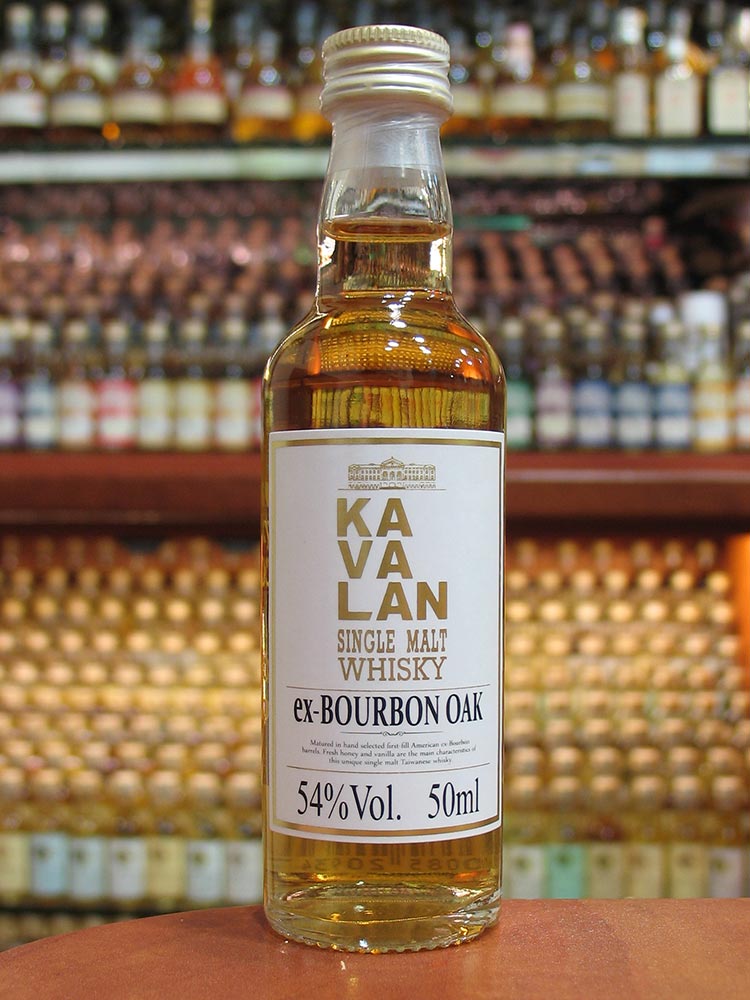 KA
VA
LAN
SINGLE MALT
WHISKY
ex-BOURBON OAK
Matured in hand selected first fill American ex-Bourbon
barrels. Fresh honey and vanilla are the main characteristics of
this unique single malt Taiwanese whisky.
54%Vol. 50ml